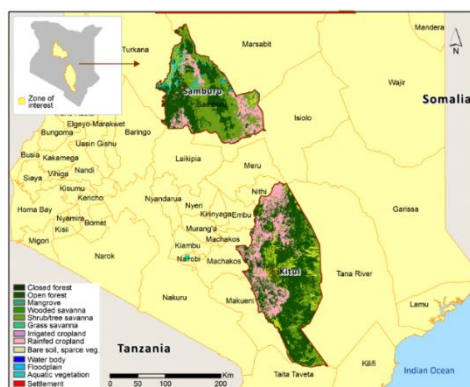 Mandera
Turkana
Marsabit
N
Wajir
Zone of
interest
Samburu
Somalia
Elgeyo-Marakwet
Bungoma
Uasin Gishu
Baringo
Isiolo
Busia
Kakamega
Nandi
Laikipia
Meru
Siaya
Vihiga
Kisumu
Kericho
Nyandarua
Nithi
Homa Bay
Nyeri
Garissa
Nyamira
Bomet
Kirinyaga
Embu
Kisii
Murang'a
Migori
Narok
Kiambu
Machakos
Nairobi
Machakos
Kitui
Tana River
Nakuru
Makueni
Lamu
Closed forest
Open forest
Mangrove
Wooded savanna
Shrub/tree savanna
Grass savanna
Irrigated cropland
Rainfed cropland
Bare soil, sparce veg.
Water body
Floodplain
Aquatic vegetation
Settlement
Tanzania
0
100
200
Km
Kilifi
Taita Taveta
Indian Ocean